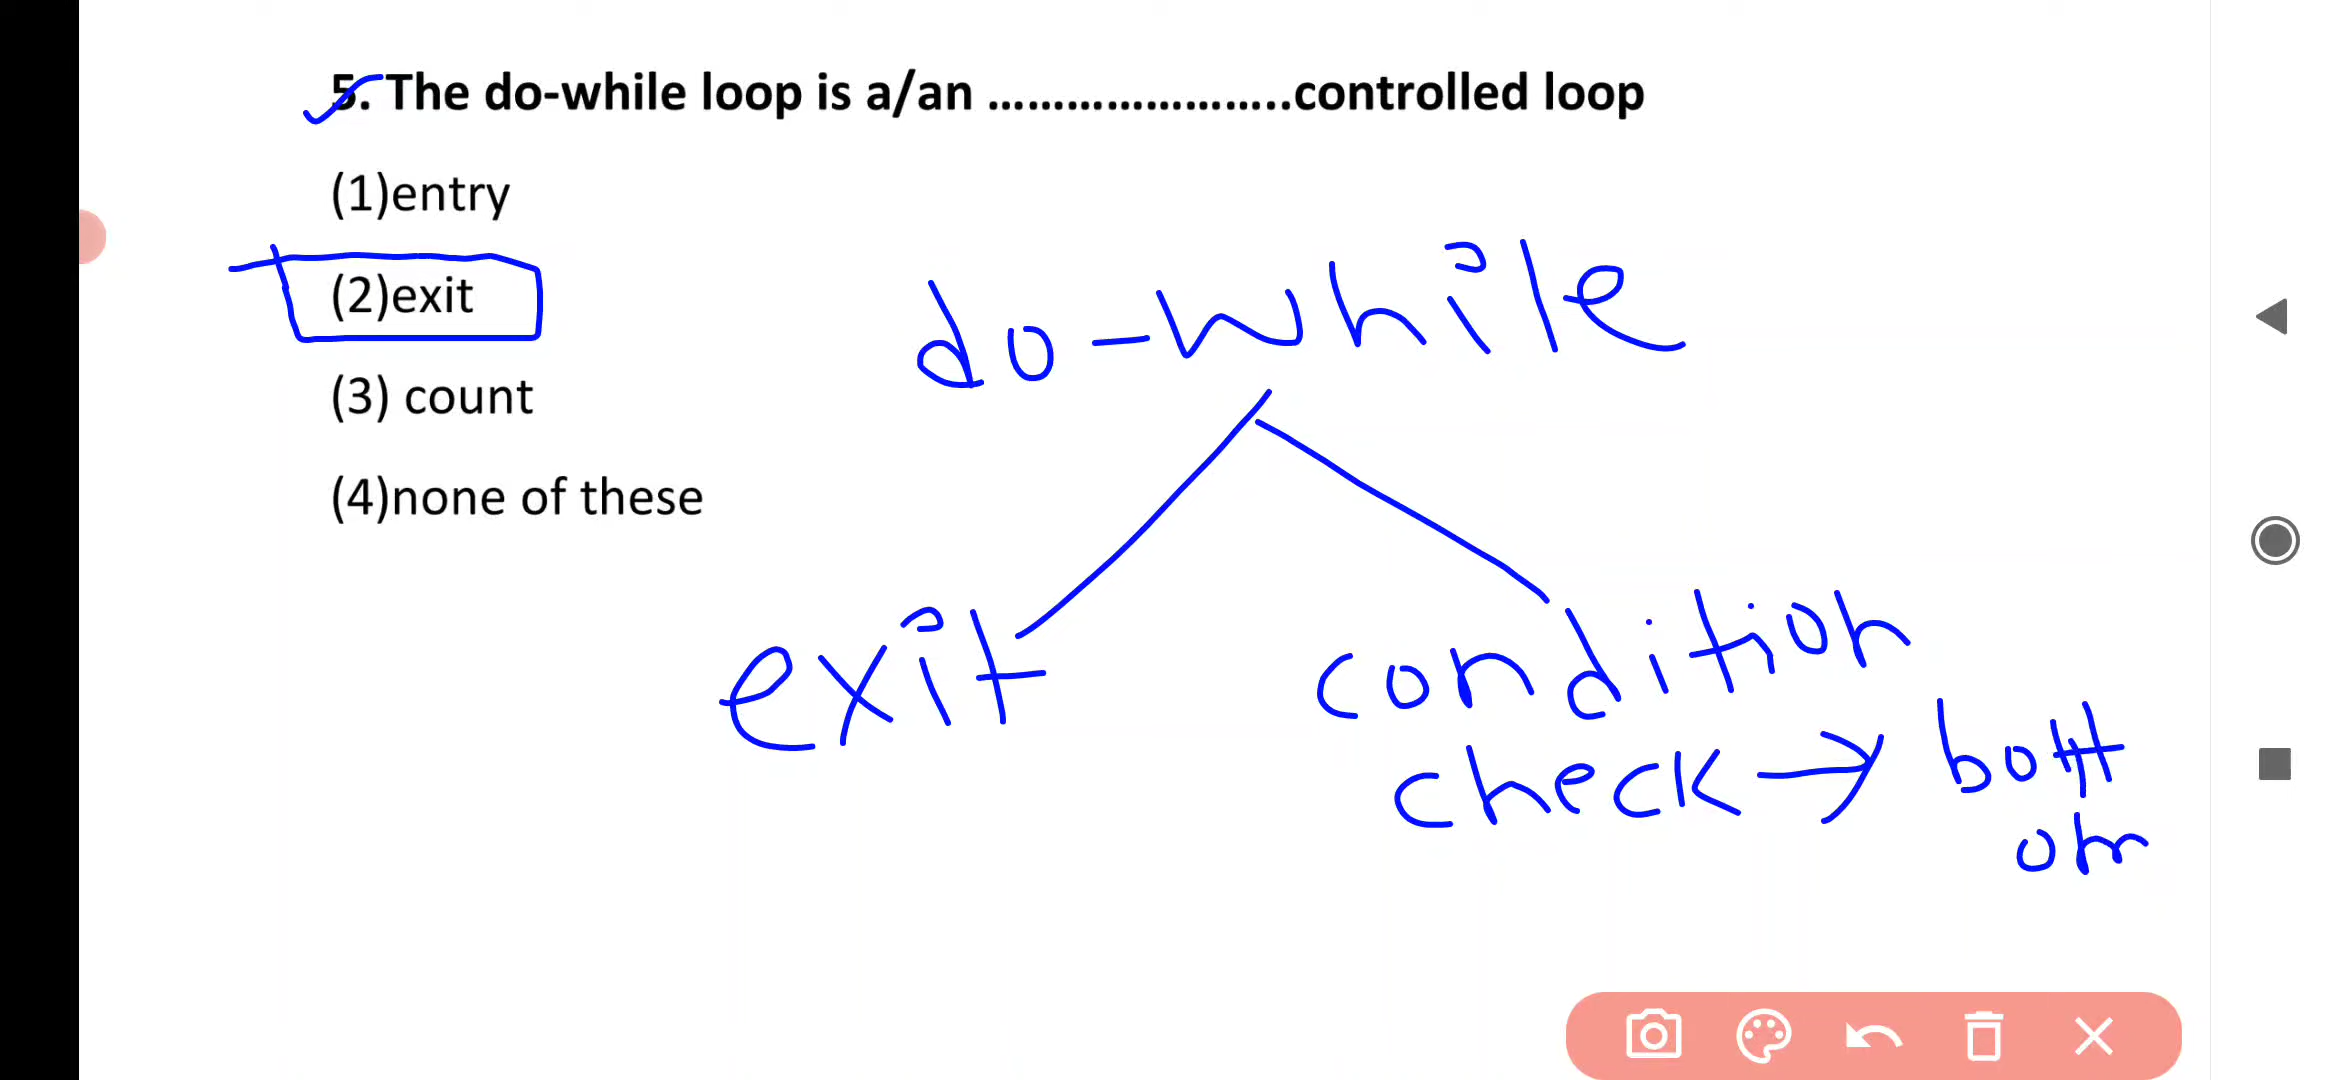 5. The do-while loop is a/an .......................controlled loop
(1)entry
(2)exit
(3) count
(4)none of these
do-while
exit
condition
check → bott
om